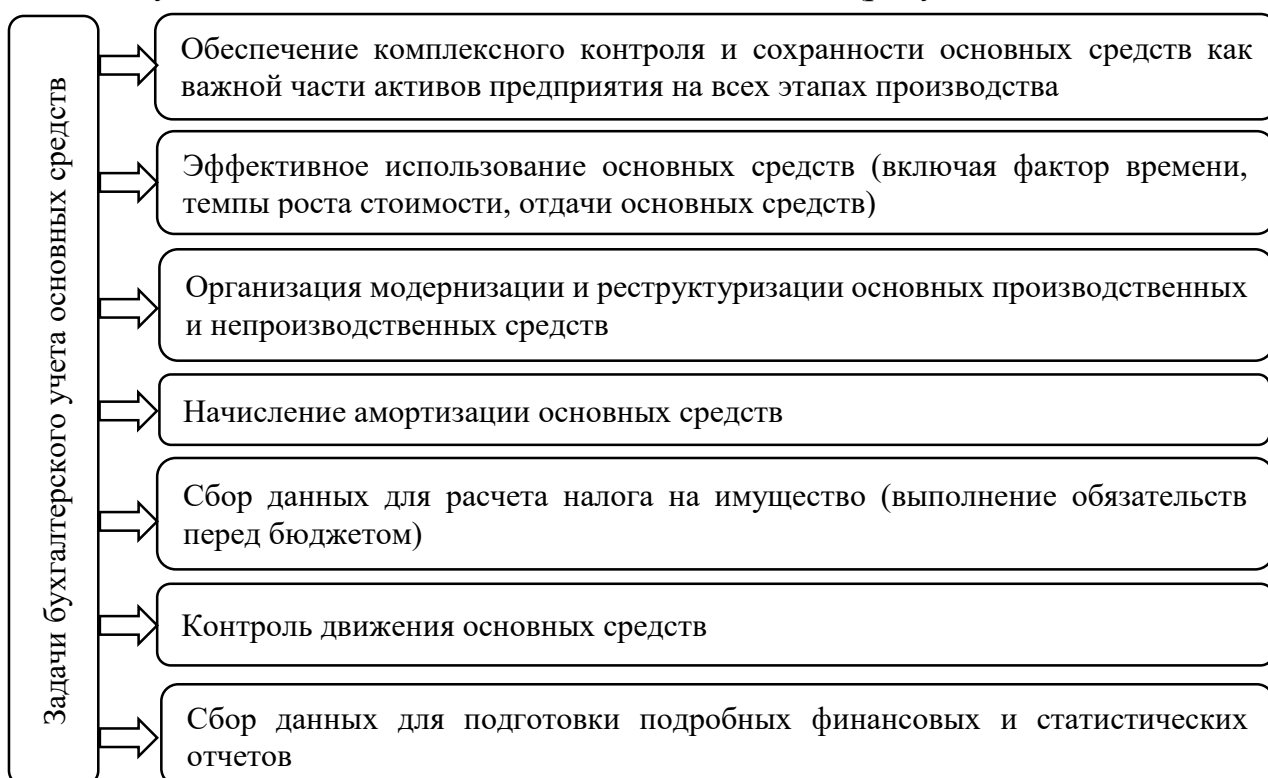 Задачи бухгалтерского учета основных средств
Обеспечение комплексного контроля и сохранности основных средств как
важной части активов предприятия на всех этапах производства
Эффективное использование основных средств (включая фактор времени,
темпы роста стоимости, отдачи основных средств)
Организация модернизации и реструктуризации основных производственных
и непроизводственных средств
Начисление амортизации основных средств
Сбор данных для расчета налога на имущество (выполнение обязательств
перед бюджетом)
Контроль движения основных средств
Сбор данных для подготовки подробных финансовых и статистических
отчетов